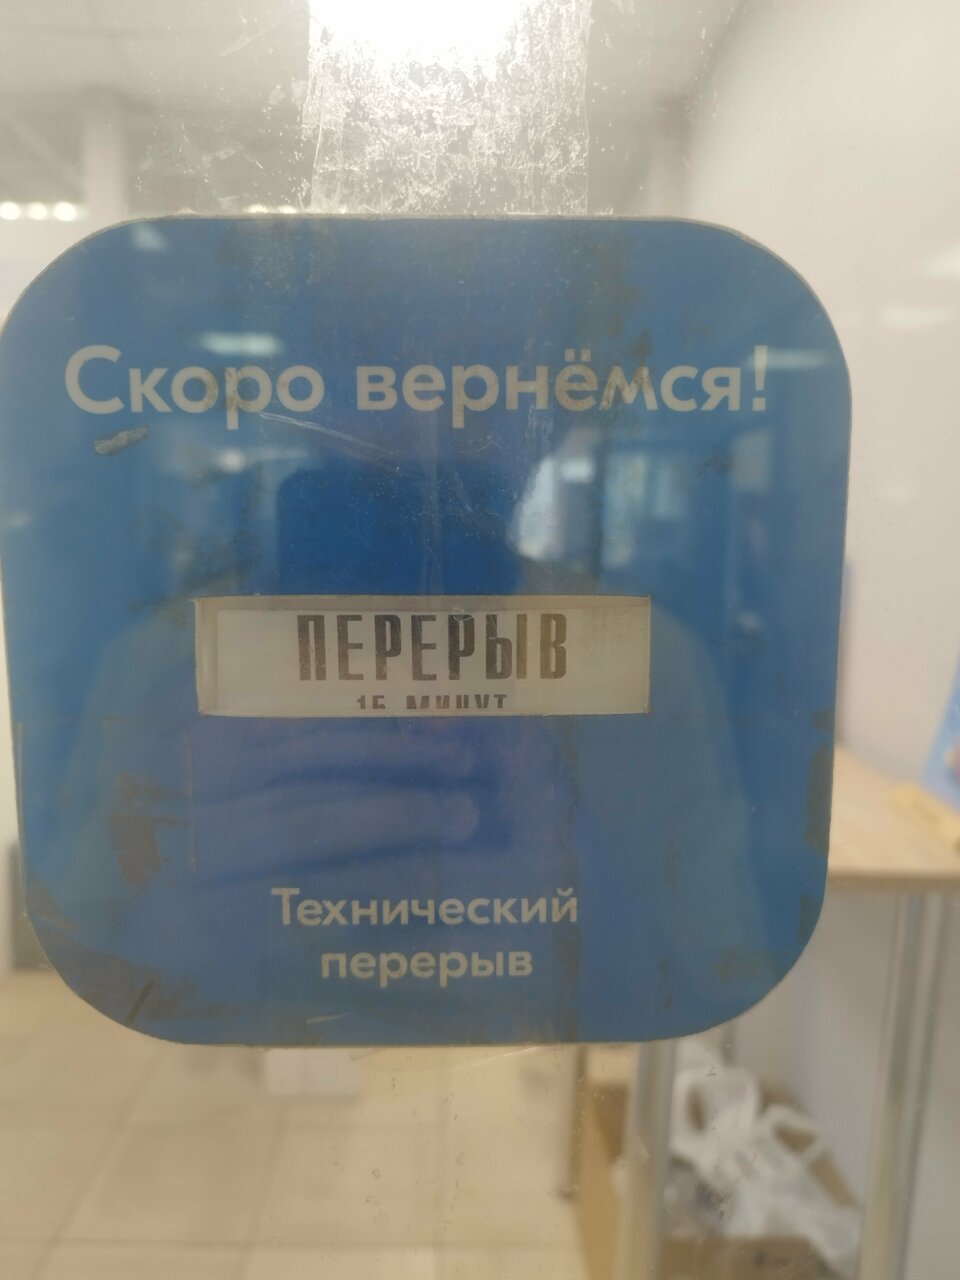 Скоро вернёмся!
ПЕРЕРЫВ
15 МИНУТ
Технический
перерыв